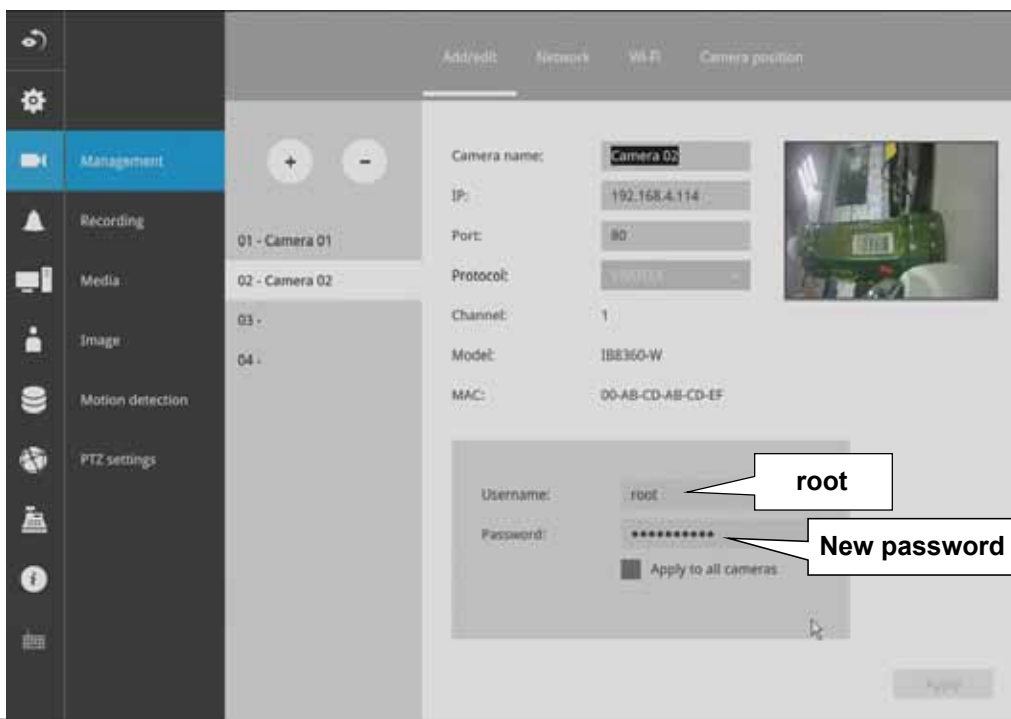 Add/edit Network Wi-Fi Camera position
Management
Recording
Media
Image
Motion detection
PTZ settings
+ -
01 - Camera 01
02 - Camera 02
03 -
04 -
Camera name: Camera 02
IP: 192.168.4.114
Port: 80
Protocol: VIVOTEK
Channel: 1
Model: IB8360-W
MAC: 00-AB-CD-AB-CD-EF
Username: root
root
Password: ••••••••••
New password
Apply to all cameras
Apply